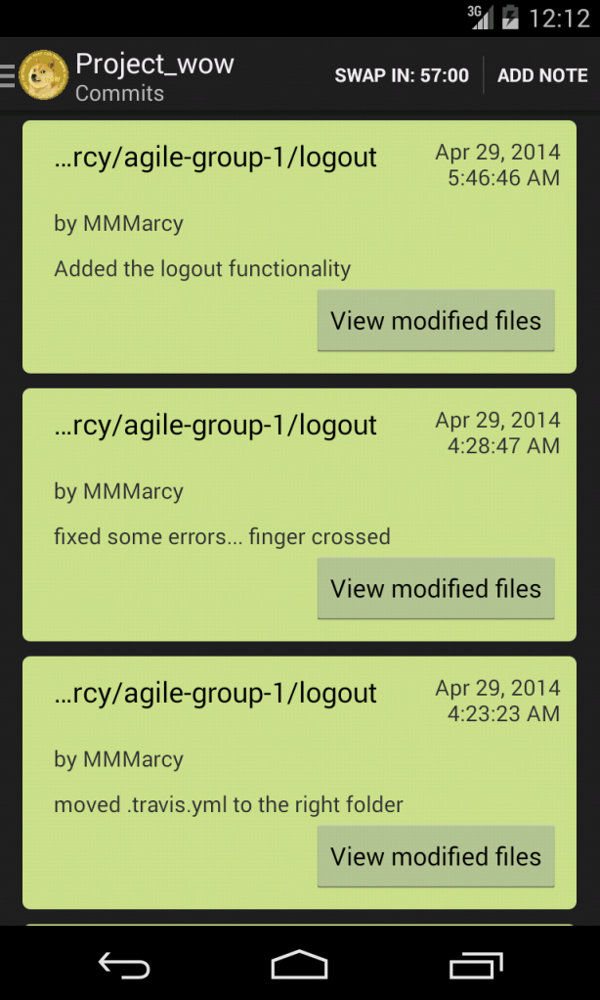 3G 12:12
Project_wow
Commits
SWAP IN: 57:00
ADD NOTE
...rcy/agile-group-1/logout
Apr 29, 2014
5:46:46 AM
by MMMarcy
Added the logout functionality
View modified files
...rcy/agile-group-1/logout
Apr 29, 2014
4:28:47 AM
by MMMarcy
fixed some errors... finger crossed
View modified files
...rcy/agile-group-1/logout
Apr 29, 2014
4:23:23 AM
by MMMarcy
moved .travis.yml to the right folder
View modified files